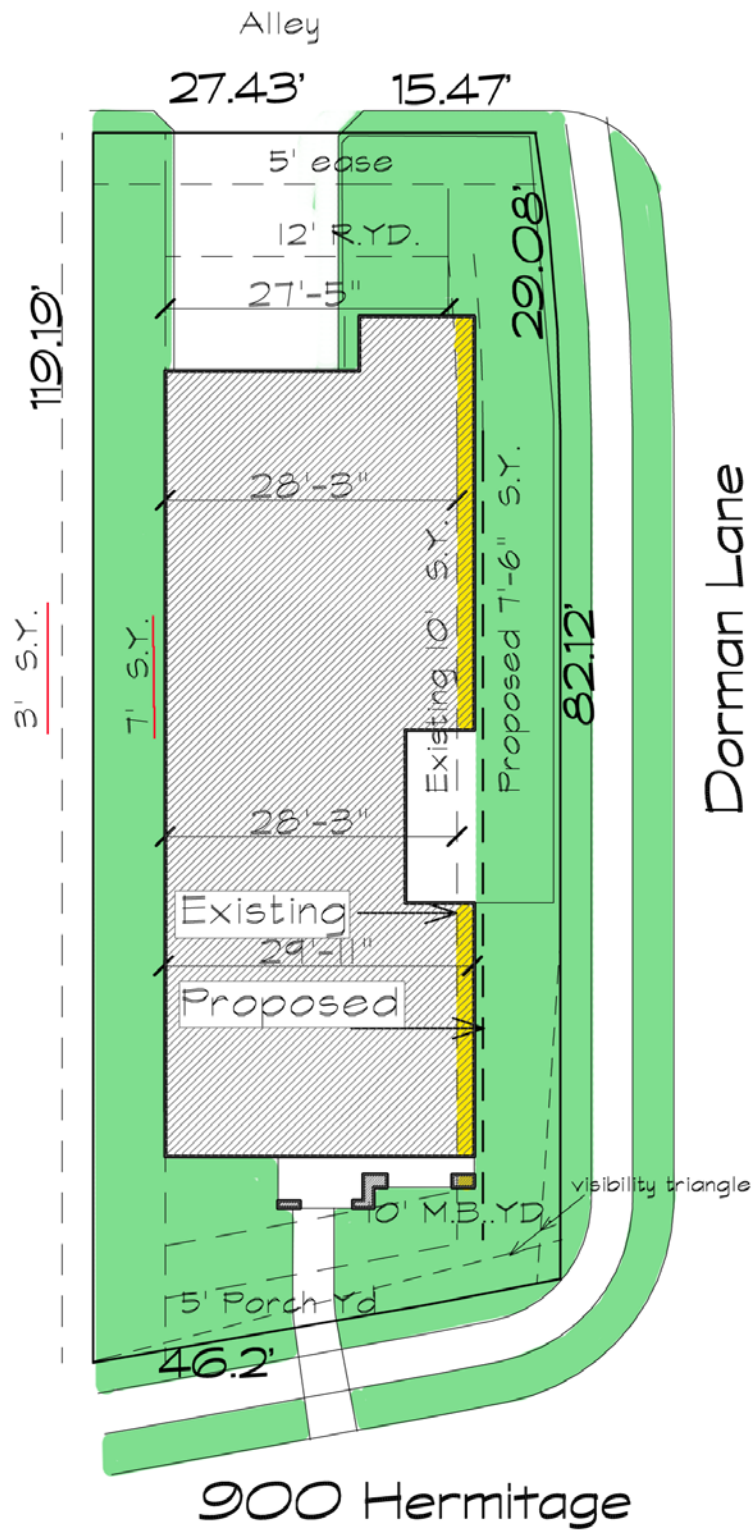 Alley
27.43' 15.47'
5' ease
12' R.YD.
27'-5"
29.08'
119.19'
28'-3"
Existing 10' S.Y.
Proposed 7'-6" S.Y.
Dorman Lane
3' S.Y.
7' S.Y.
82.12'
28'-3"
Existing
29'-11"
Proposed
visibility triangle
10' M.B..YD
5' Porch Yd
46.2'
900 Hermitage